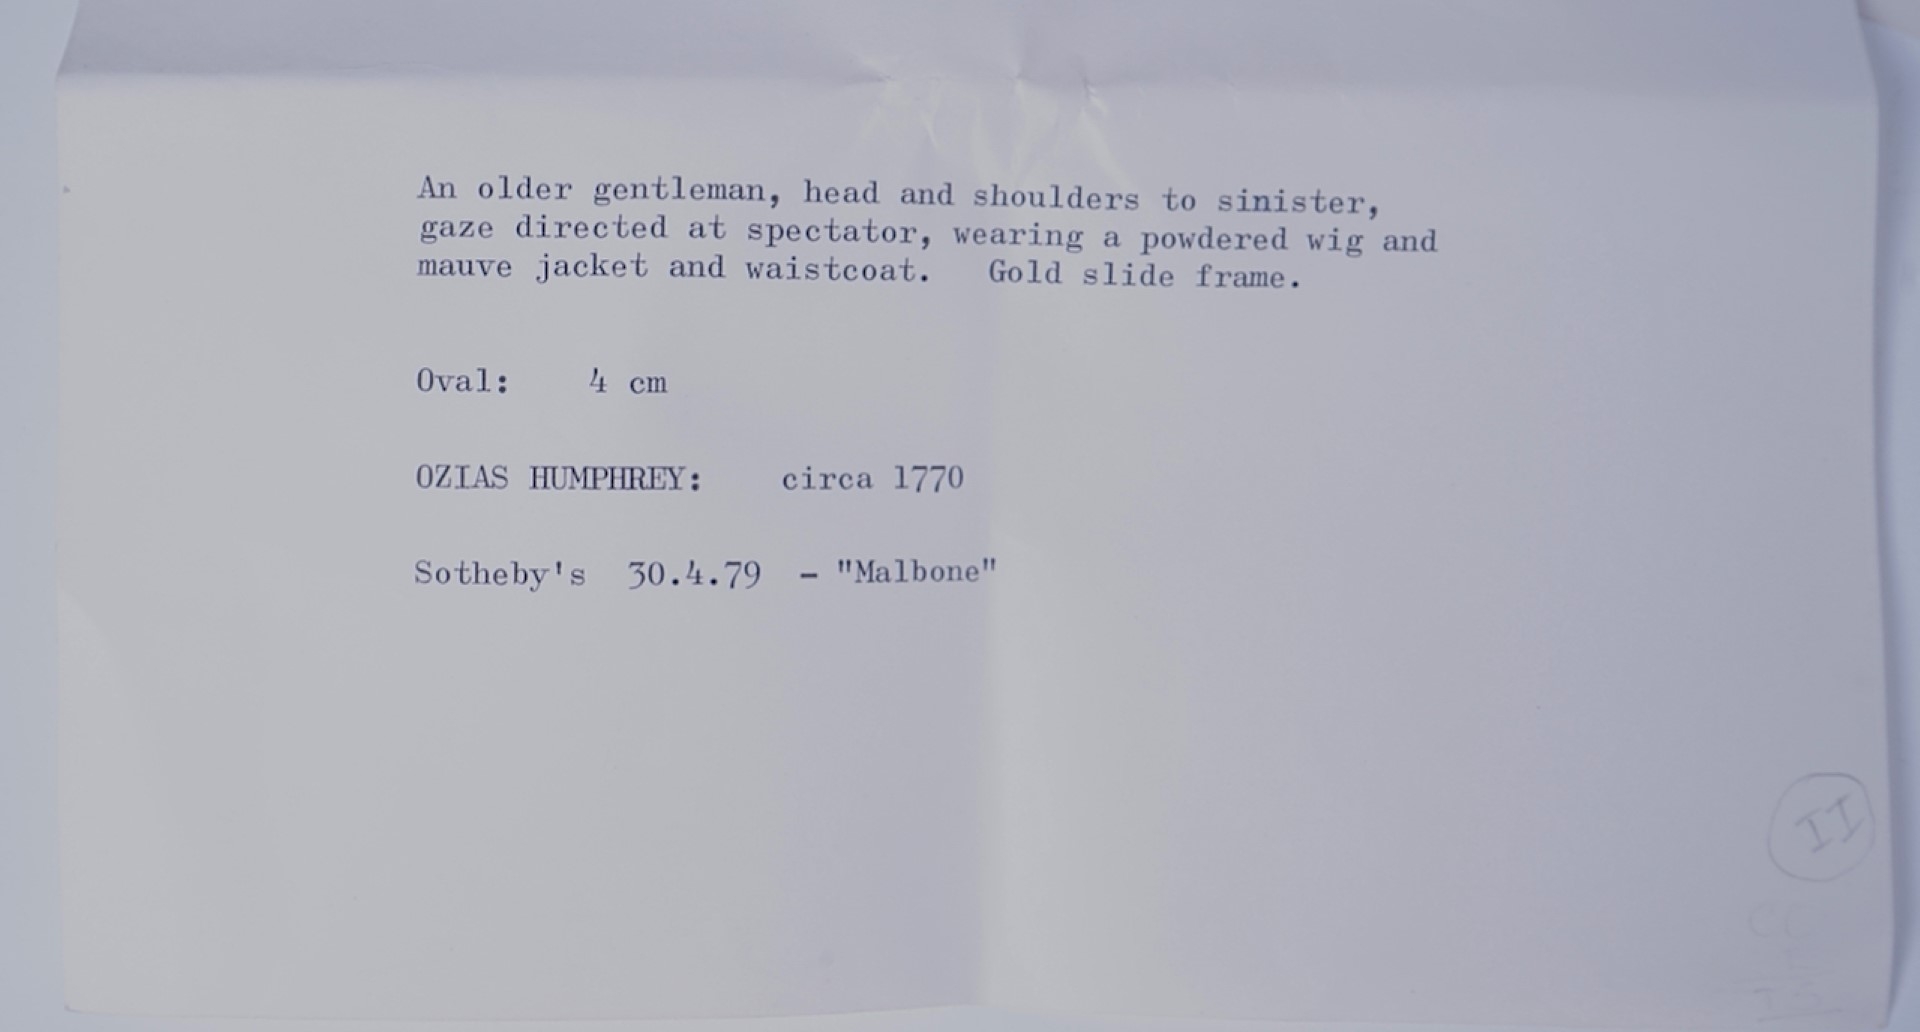 An older gentleman, head and shoulders to sinister,
gaze directed at spectator, wearing a powdered wig and
mauve jacket and waistcoat. Gold slide frame.
Oval: 4 cm
OZIAS HUMPHREY: circa 1770
Sotheby's 30.4.79 - "Malbone"
II